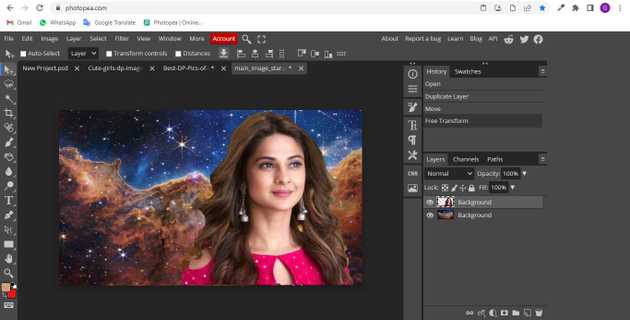 photopea.com
Gmail WhatsApp Google Translate Photopea | Online...
File Edit Image Layer Select Filter View Window More Account About Report a bug Learn Blog API
Auto-Select Layer Transform controls Distances
New Project.psd Cute-girls-dp-imag Best-DP-Pics-of- * main_image_star... *
History Swatches
Open
Duplicate Layer
Move
Free Transform
CSS
Layers Channels Paths
Normal Opacity: 100%
Lock: Fill: 100%
Background
Background